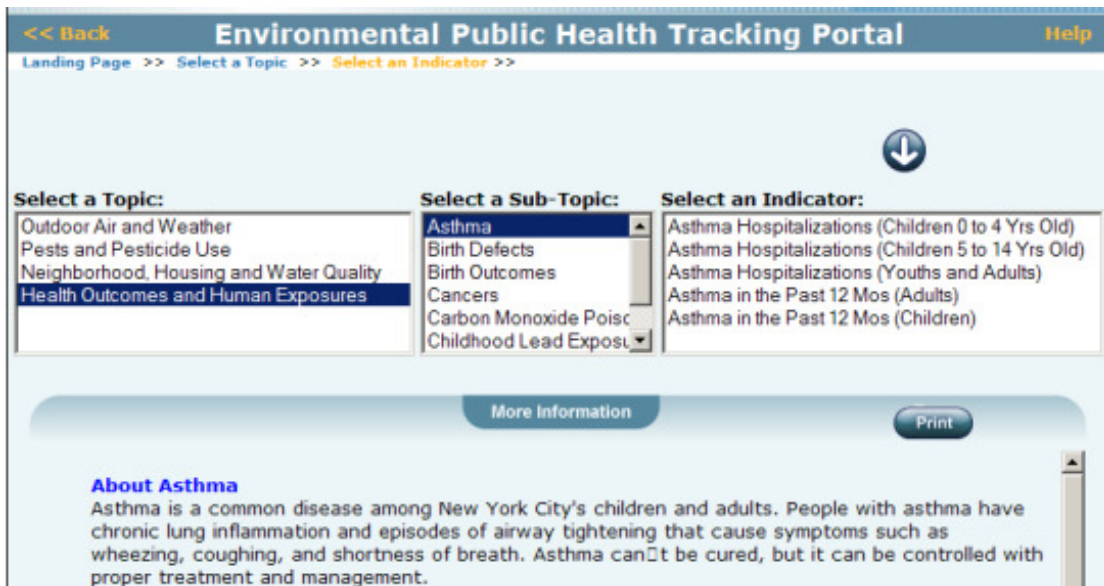 << Back Environmental Public Health Tracking Portal Help
Landing Page >> Select a Topic >> Select an Indicator >>
Select a Topic:
Outdoor Air and Weather
Pests and Pesticide Use
Neighborhood, Housing and Water Quality
Health Outcomes and Human Exposures
Select a Sub-Topic:
Asthma
Birth Defects
Birth Outcomes
Cancers
Carbon Monoxide Poisc
Childhood Lead Exposu
Select an Indicator:
Asthma Hospitalizations (Children 0 to 4 Yrs Old)
Asthma Hospitalizations (Children 5 to 14 Yrs Old)
Asthma Hospitalizations (Youths and Adults)
Asthma in the Past 12 Mos (Adults)
Asthma in the Past 12 Mos (Children)
More Information
Print
About Asthma
Asthma is a common disease among New York City's children and adults. People with asthma have
chronic lung inflammation and episodes of airway tightening that cause symptoms such as
wheezing, coughing, and shortness of breath. Asthma can▯t be cured, but it can be controlled with
proper treatment and management.